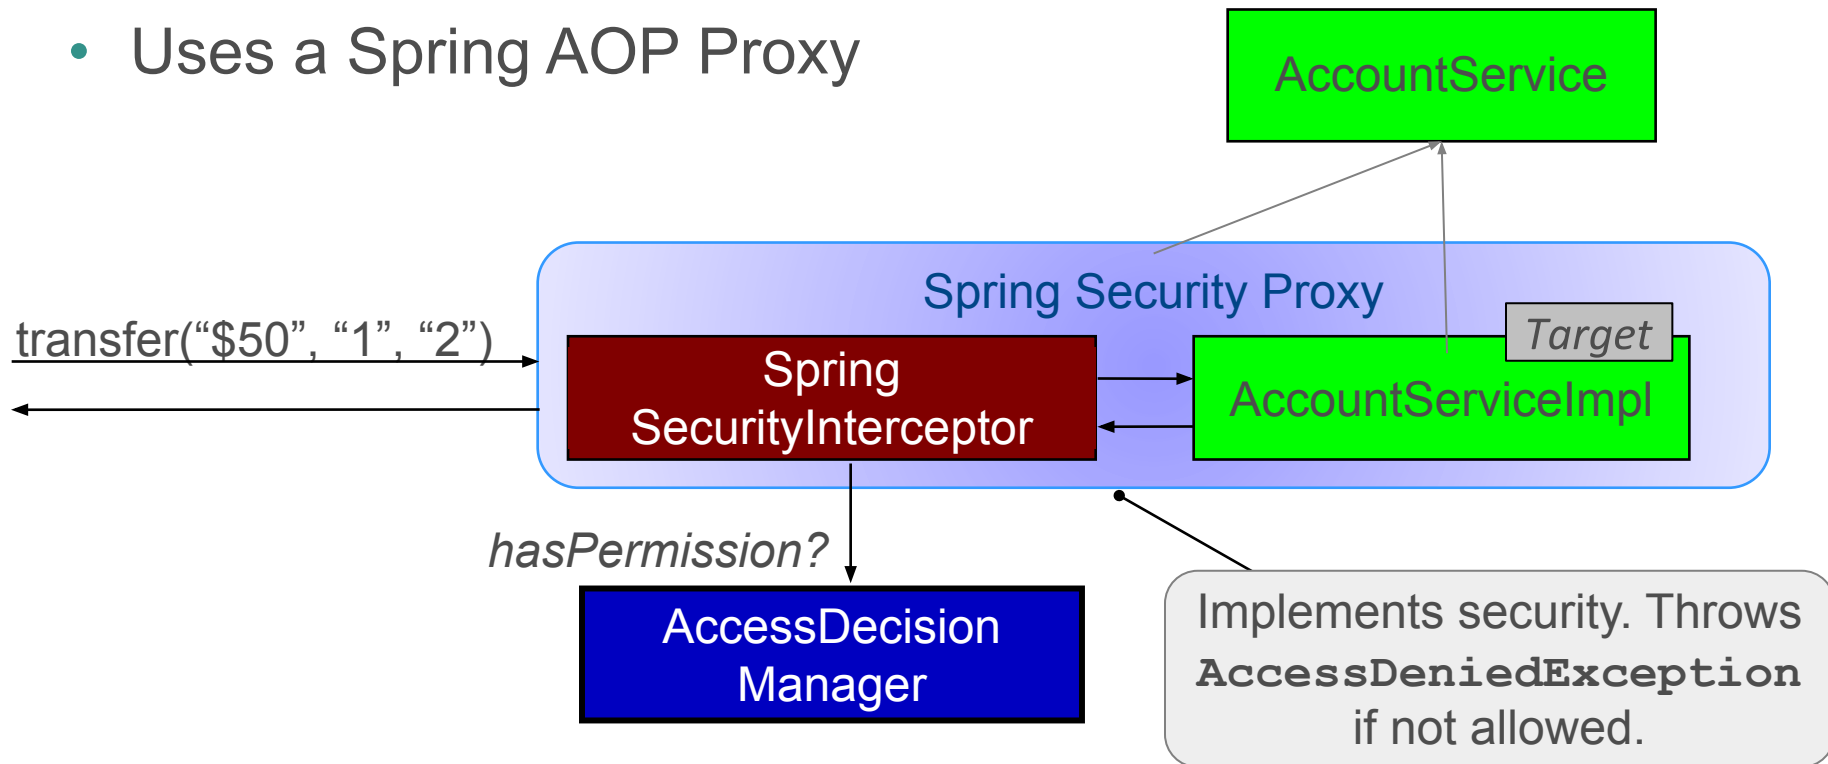 • Uses a Spring AOP Proxy
AccountService
Spring Security Proxy
transfer(“$50”, “1”, “2”)
Target
Spring
SecurityInterceptor
AccountServiceImpl
hasPermission?
AccessDecision
Manager
Implements security. Throws
AccessDeniedException
if not allowed.